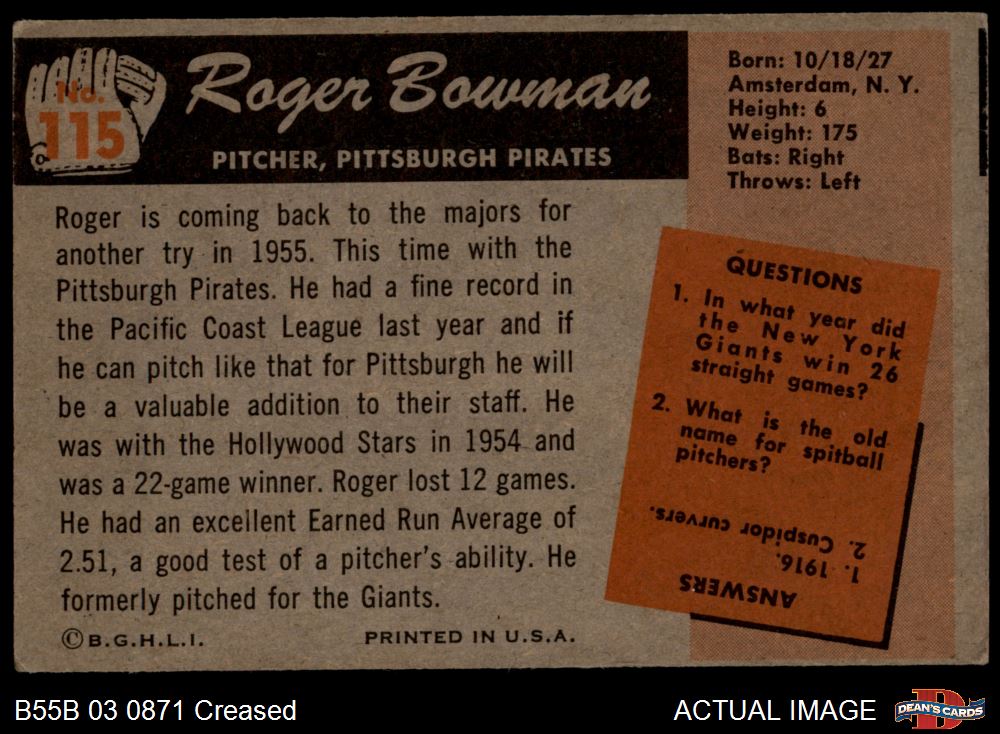 No.
115
Roger Bowman
PITCHER, PITTSBURGH PIRATES
Roger is coming back to the majors for
another try in 1955. This time with the
Pittsburgh Pirates. He had a fine record in
the Pacific Coast League last year and if
he can pitch like that for Pittsburgh he will
be a valuable addition to their staff. He
was with the Hollywood Stars in 1954 and
was a 22-game winner. Roger lost 12 games.
He had an excellent Earned Run Average of
2.51, a good test of a pitcher's ability. He
formerly pitched for the Giants.
©B.G.H.L.I.
PRINTED IN U.S.A.
Born: 10/18/27
Amsterdam, N. Y.
Height: 6
Weight: 175
Bats: Right
Throws: Left
QUESTIONS
1. In what year did
the New York
Giants win 26
straight games?
2. What is the old
name for spitball
pitchers?
ANSWERS
1. 1916.
2. Cuspidor curvers.
B55B 03 0871 Creased
ACTUAL IMAGE
DEAN'S CARDS